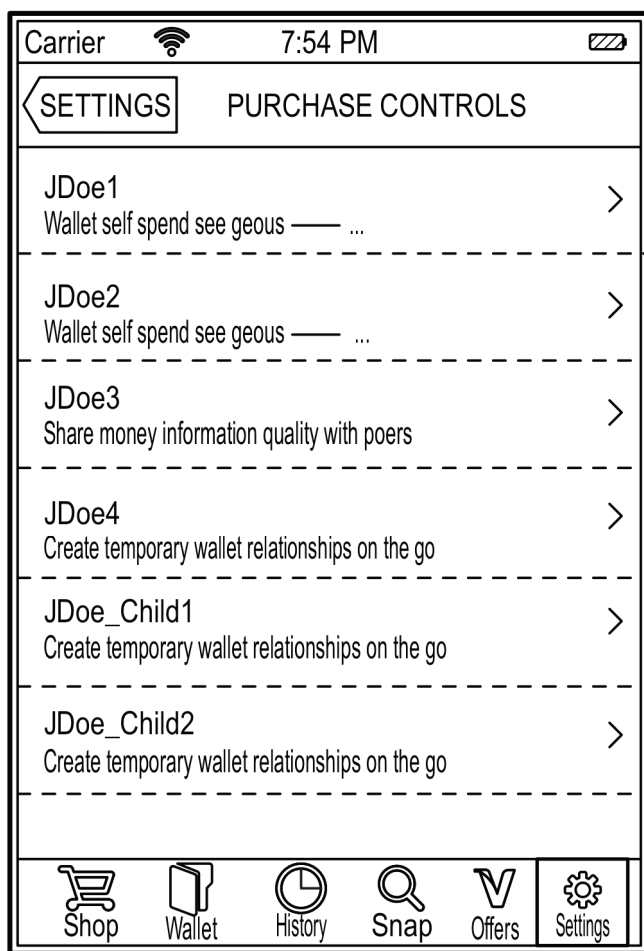 Carrier 7:54 PM
SETTINGS PURCHASE CONTROLS
JDoe1
Wallet self spend see geous —— ...
JDoe2
Wallet self spend see geous —— ...
JDoe3
Share money information quality with poers
JDoe4
Create temporary wallet relationships on the go
JDoe_Child1
Create temporary wallet relationships on the go
JDoe_Child2
Create temporary wallet relationships on the go
Shop Wallet History Snap Offers Settings